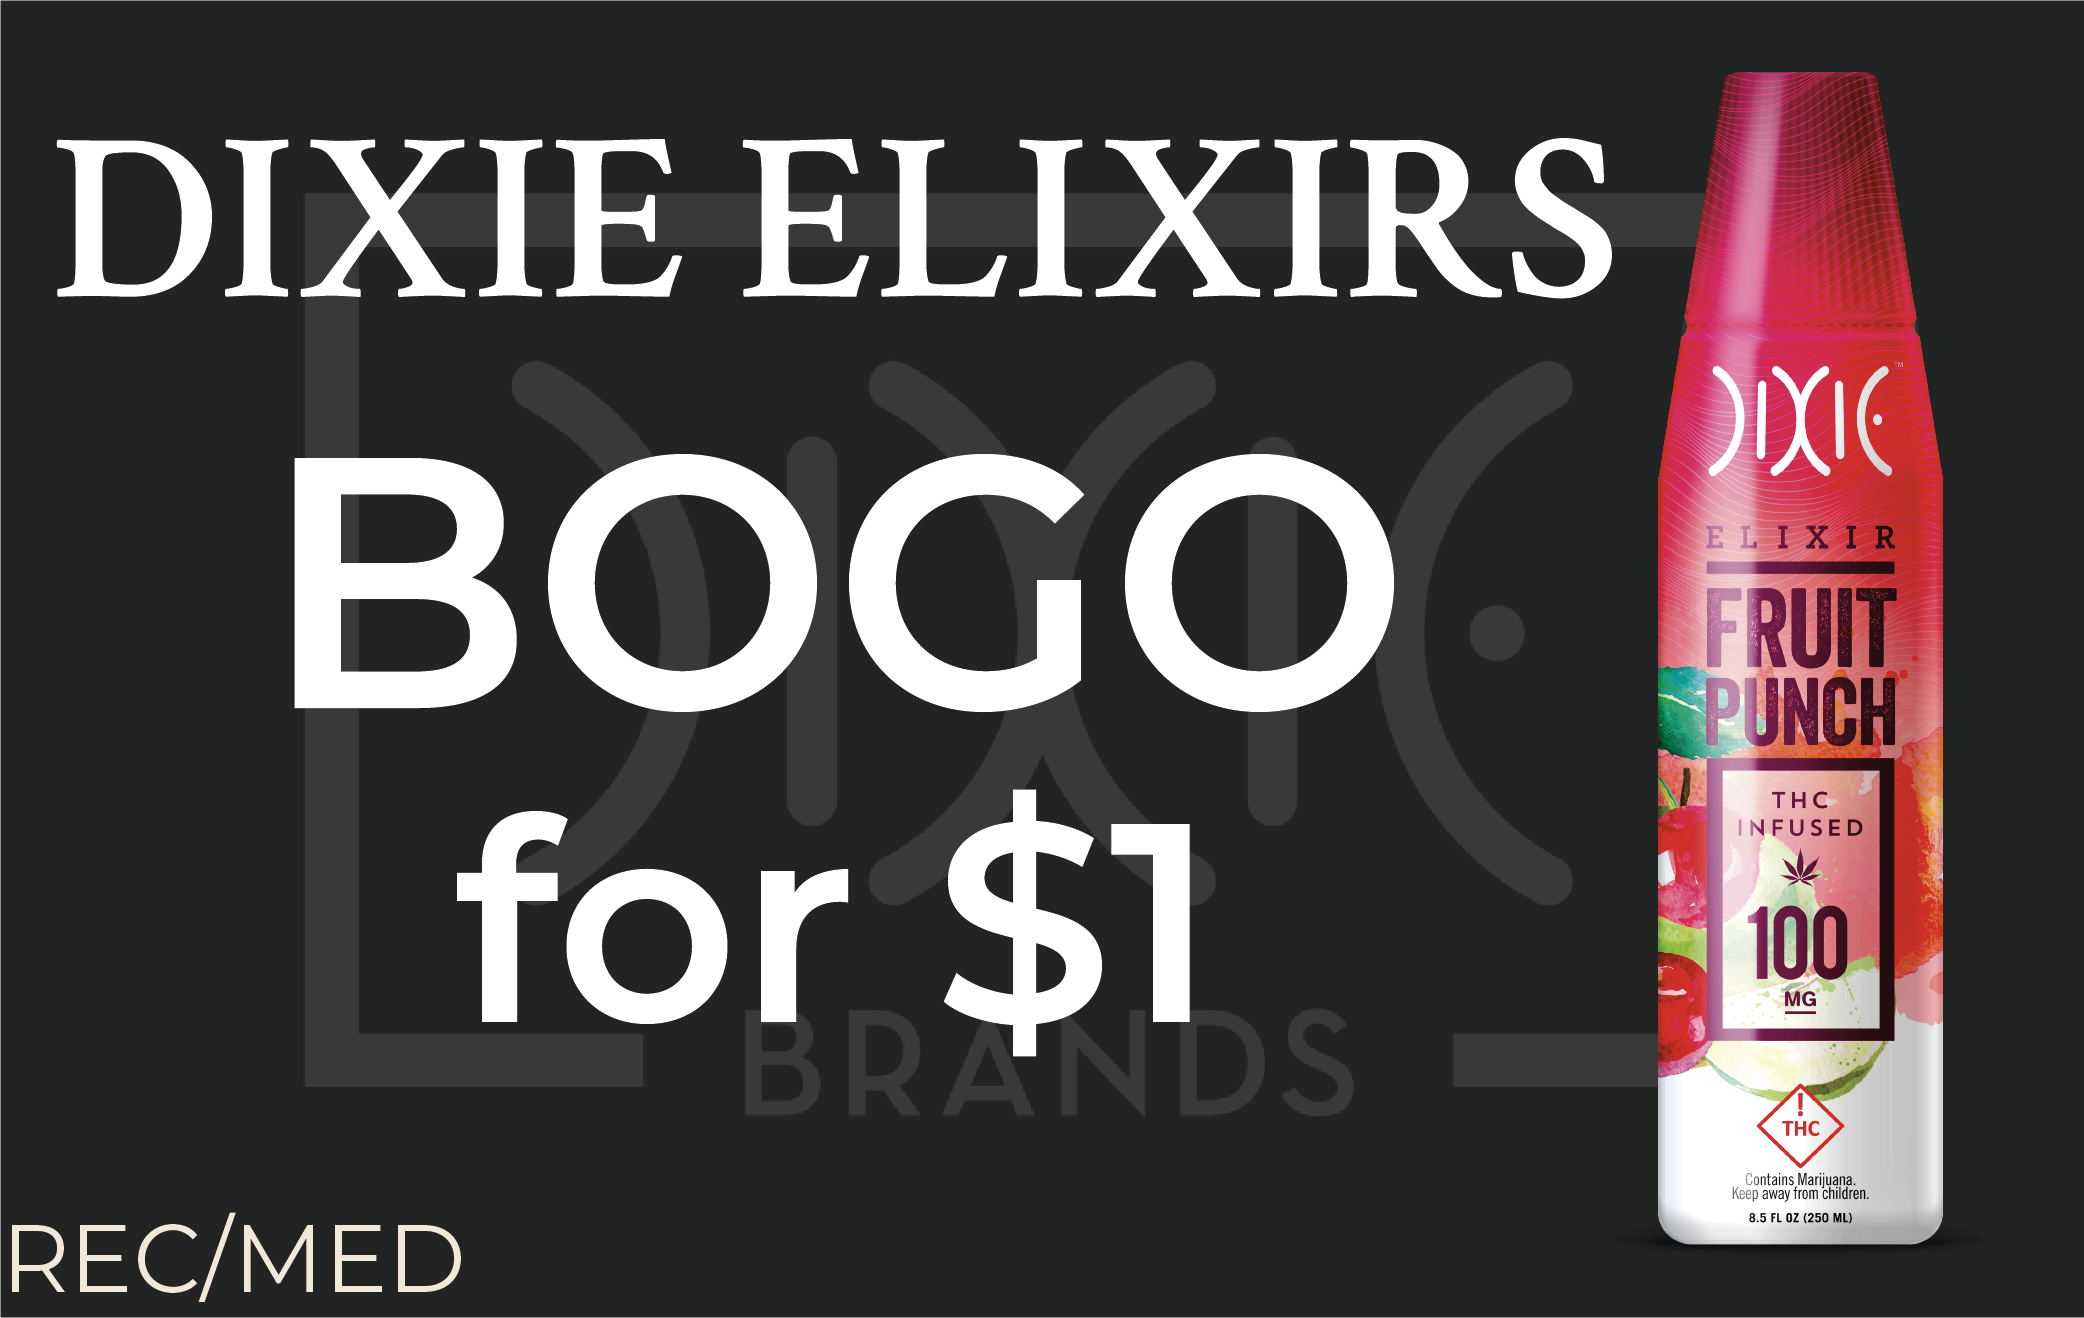 DIXIE ELIXIRS
BOGO
for $1
BRANDS
REC/MED
DIXIE
DIXIE™
ELIXIR
FRUIT
PUNCH
THC
INFUSED
100
MG
!
THC
Contains Marijuana.
Keep away from children.
8.5 FL OZ (250 ML)